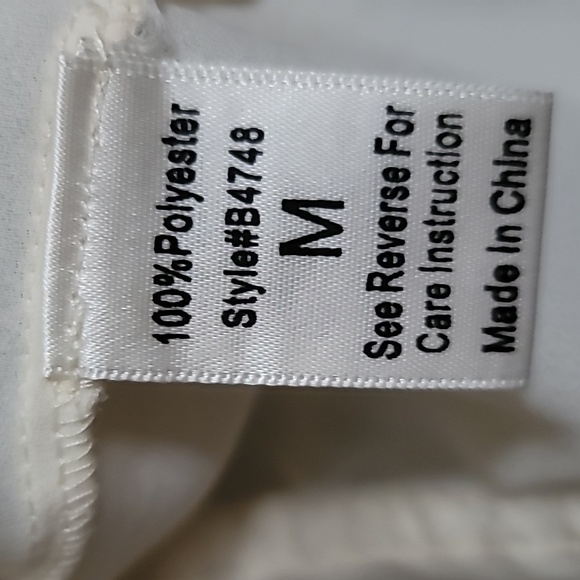 100%Polyester
Style#B4748
M
See Reverse For
Care Instruction
Made In China